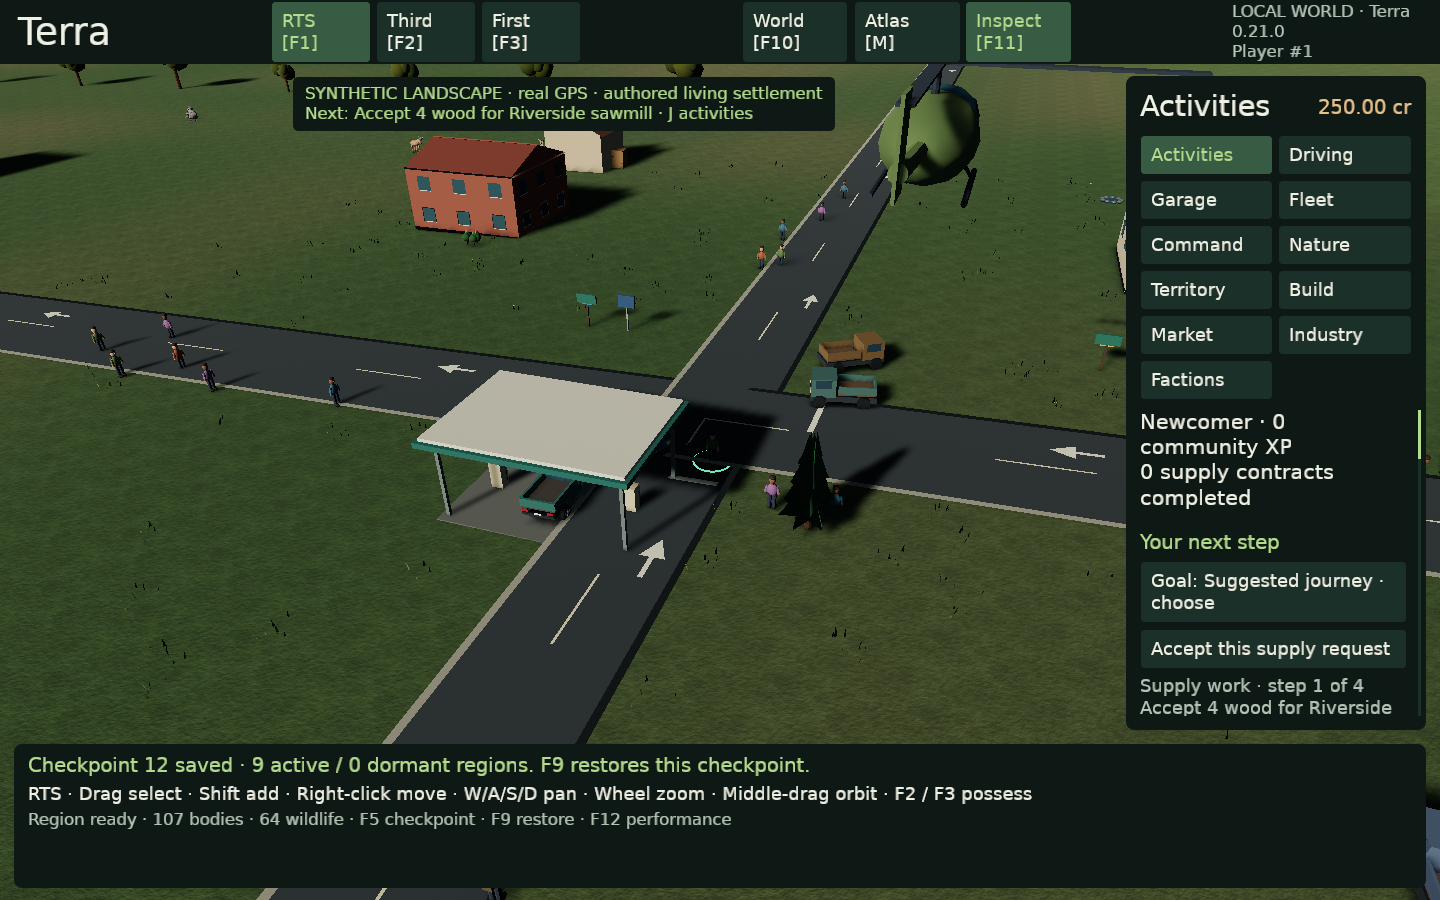 Terra
RTS
[F1]
Third
[F2]
First
[F3]
World
[F10]
Atlas
[M]
Inspect
[F11]
LOCAL WORLD · Terra
0.21.0
Player #1
SYNTHETIC LANDSCAPE · real GPS · authored living settlement
Next: Accept 4 wood for Riverside sawmill · J activities
Activities
250.00 cr
Activities
Driving
Garage
Fleet
Command
Nature
Territory
Build
Market
Industry
Factions
Newcomer · 0
community XP
0 supply contracts
completed
Your next step
Goal: Suggested journey ·
choose
Accept this supply request
Supply work · step 1 of 4
Accept 4 wood for Riverside
Checkpoint 12 saved · 9 active / 0 dormant regions. F9 restores this checkpoint.
RTS · Drag select · Shift add · Right-click move · W/A/S/D pan · Wheel zoom · Middle-drag orbit · F2 / F3 possess
Region ready · 107 bodies · 64 wildlife · F5 checkpoint · F9 restore · F12 performance